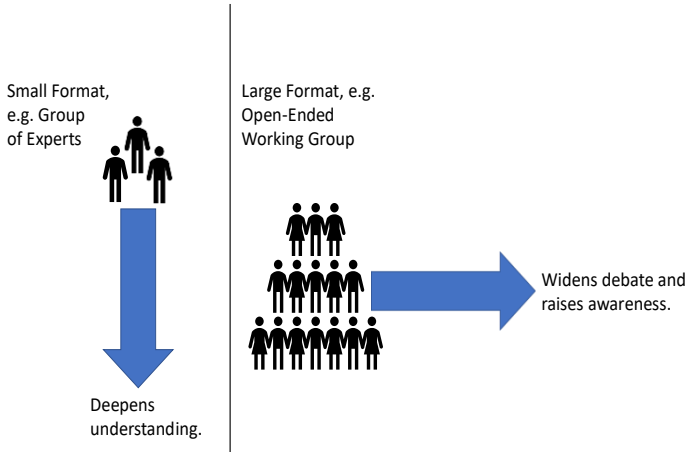 Small Format,
e.g. Group
of Experts
Deepens
understanding.
Large Format, e.g.
Open-Ended
Working Group
Widens debate and
raises awareness.